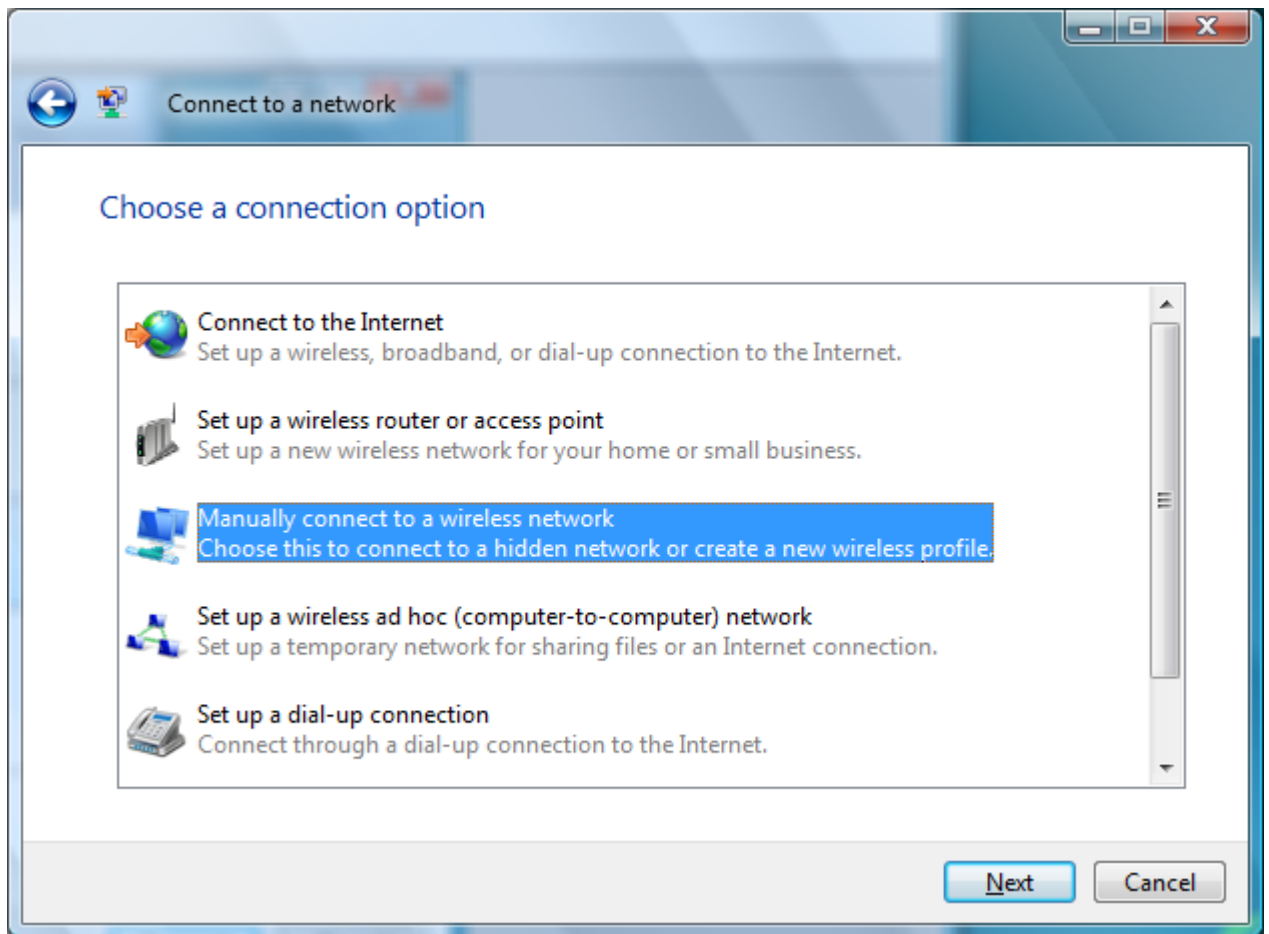 Connect to a network
Choose a connection option
Connect to the Internet
Set up a wireless, broadband, or dial-up connection to the Internet.
Set up a wireless router or access point
Set up a new wireless network for your home or small business.
Manually connect to a wireless network
Choose this to connect to a hidden network or create a new wireless profile.
Set up a wireless ad hoc (computer-to-computer) network
Set up a temporary network for sharing files or an Internet connection.
Set up a dial-up connection
Connect through a dial-up connection to the Internet.
Next Cancel